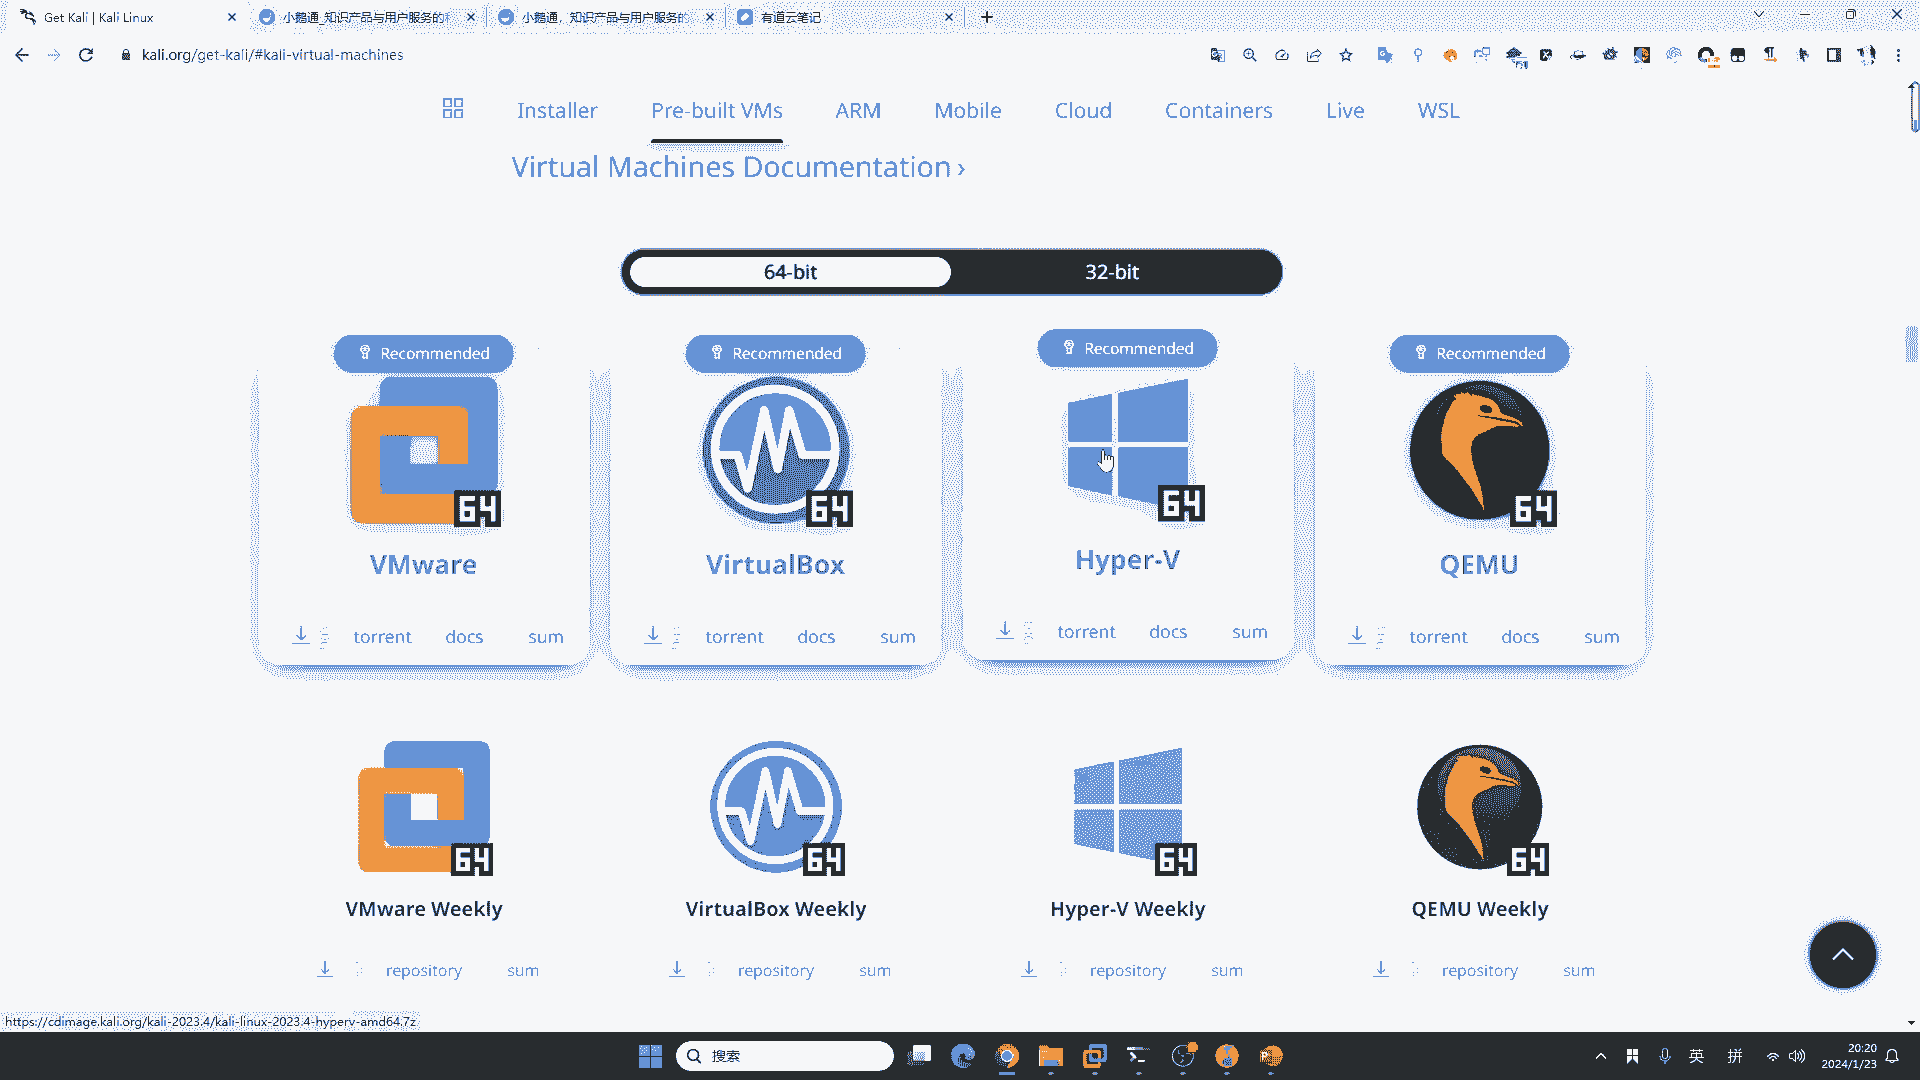 Get Kali | Kali Linux
小鹅通_知识产品与用户服务的
小鹅通，知识产品与用户服务的
有道云笔记
kali.org/get-kali/#kali-virtual-machines
Installer
Pre-built VMs
ARM
Mobile
Cloud
Containers
Live
WSL
Virtual Machines Documentation ›
64-bit
32-bit
Recommended
Recommended
Recommended
Recommended
64
64
64
64
VMware
VirtualBox
Hyper-V
QEMU
torrent docs sum
torrent docs sum
torrent docs sum
torrent docs sum
64
64
64
64
VMware Weekly
VirtualBox Weekly
Hyper-V Weekly
QEMU Weekly
repository sum
repository sum
repository sum
repository sum
https://cdimage.kali.org/kali-2023.4/kali-linux-2023.4-hyperv-amd64.7z
搜索
英
拼
20:20
2024/1/23